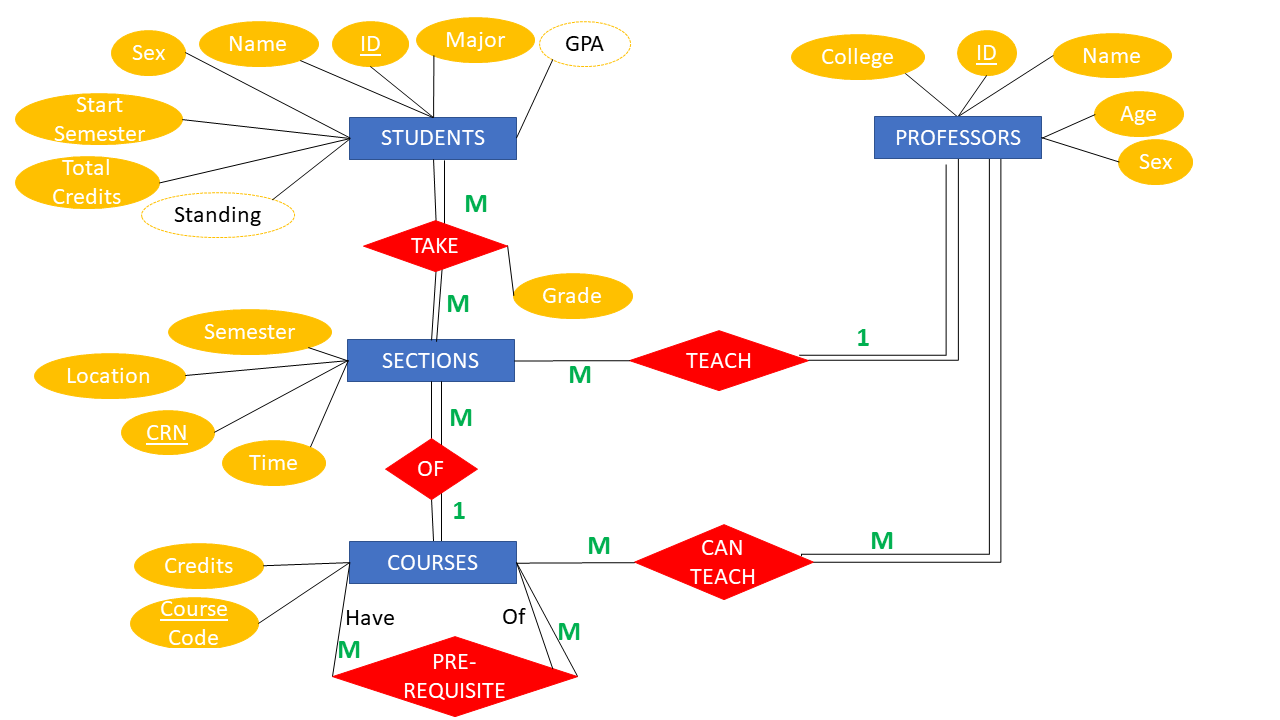 Sex
Name
ID
Major
GPA
College
ID
Name
Start
Semester
Age
STUDENTS
PROFESSORS
Sex
Total
Credits
Standing
M
TAKE
Grade
M
Semester
1
SECTIONS
TEACH
Location
M
M
CRN
Time
OF
1
M
CAN
TEACH
M
Credits
COURSES
Course
Code
Have
Of
M
M
PRE-
REQUISITE